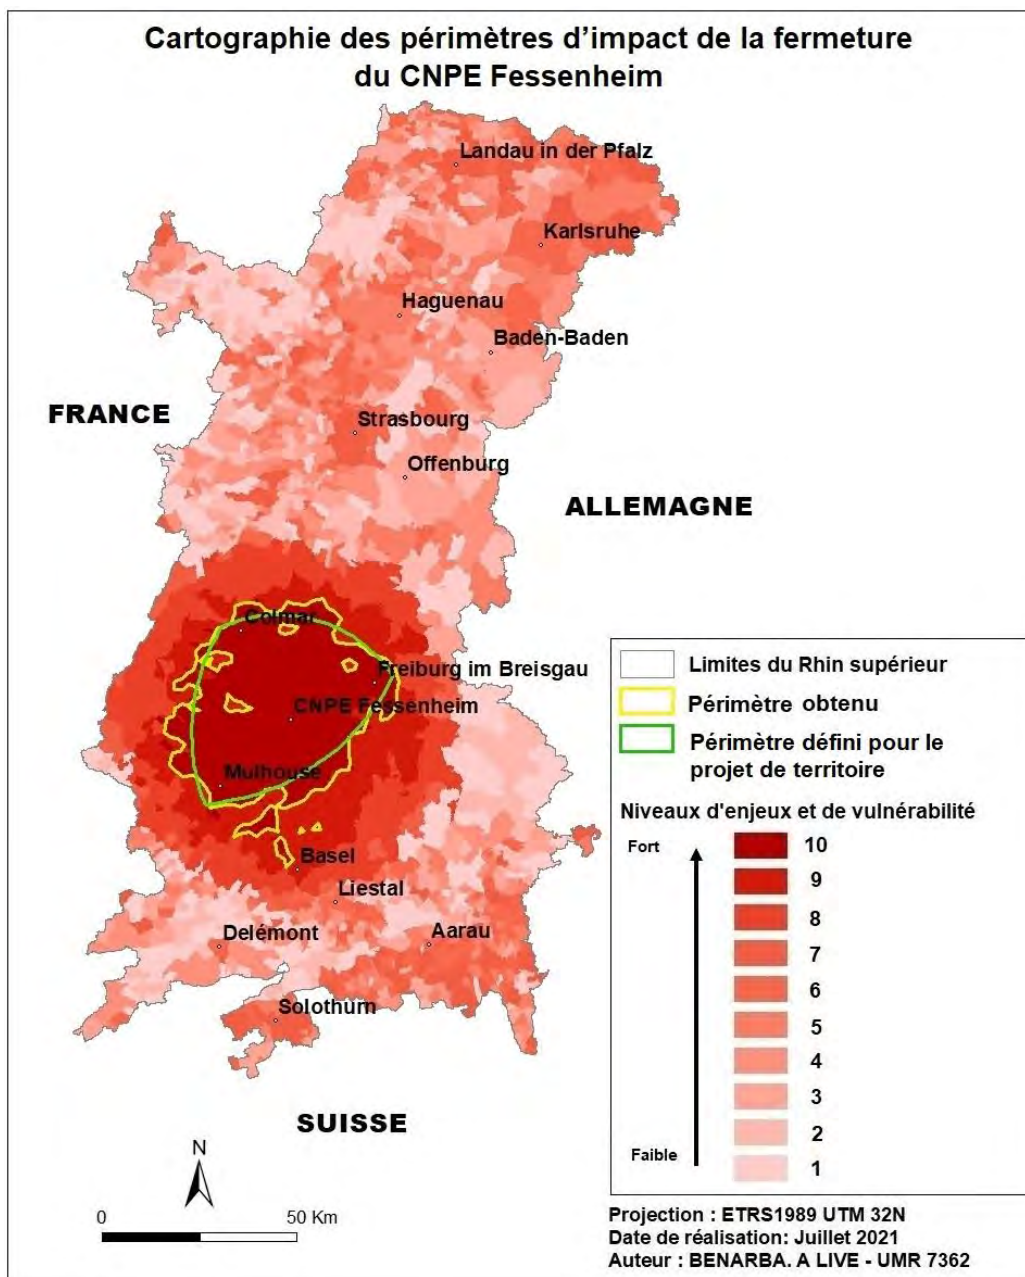 Cartographie des périmètres d'impact de la fermeture
du CNPE Fessenheim
Landau in der Pfalz
Karlsruhe
Haguenau
Baden-Baden
FRANCE
Strasbourg
Offenburg
ALLEMAGNE
Colmar
Freiburg im Breisgau
CNPE Fessenheim
Mulhouse
Basel
Liestal
Delémont
Aarau
Solothurn
SUISSE
N
0 50 Km
Limites du Rhin supérieur
Périmètre obtenu
Périmètre défini pour le
projet de territoire
Niveaux d'enjeux et de vulnérabilité
Fort
10
9
8
7
6
5
4
3
2
Faible
1
Projection : ETRS1989 UTM 32N
Date de réalisation: Juillet 2021
Auteur : BENARBA. A LIVE - UMR 7362